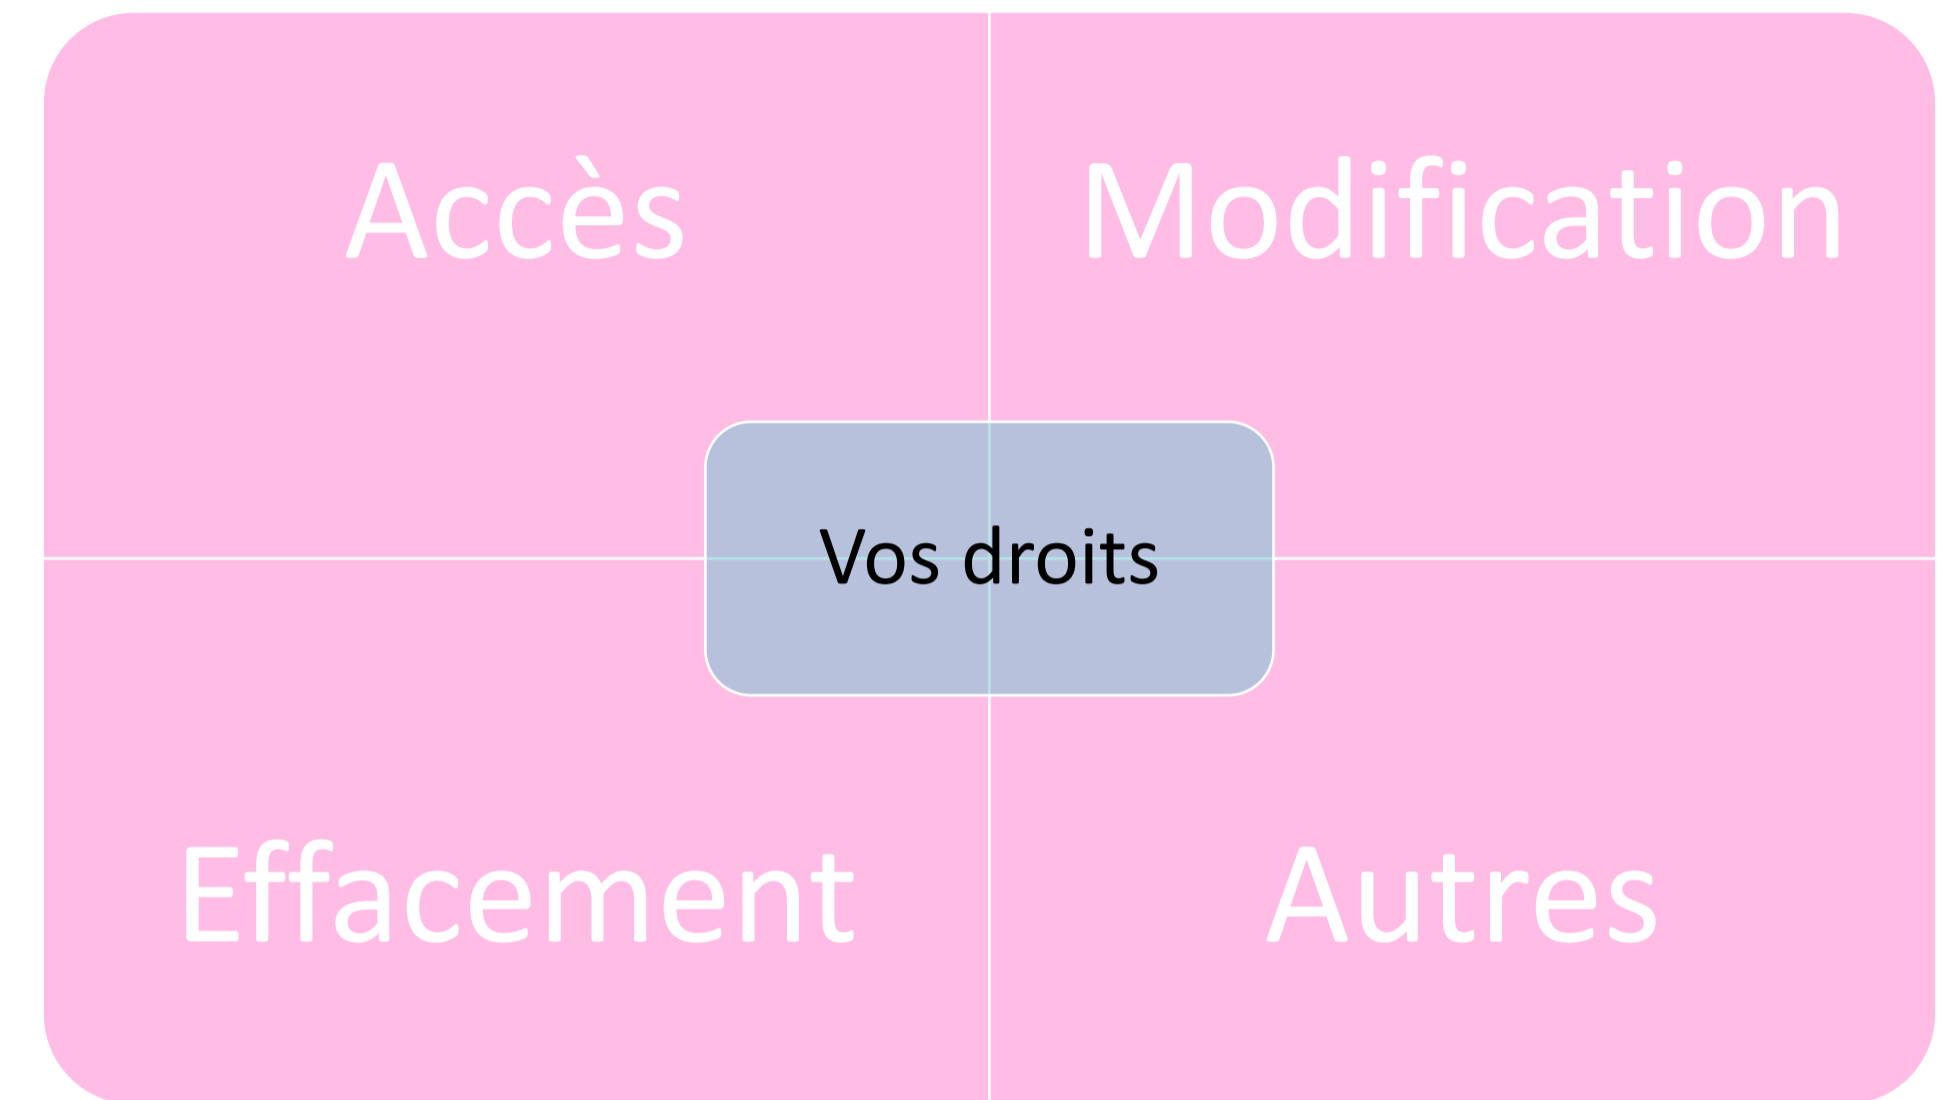 Accès
Modification
Vos droits
Effacement
Autres